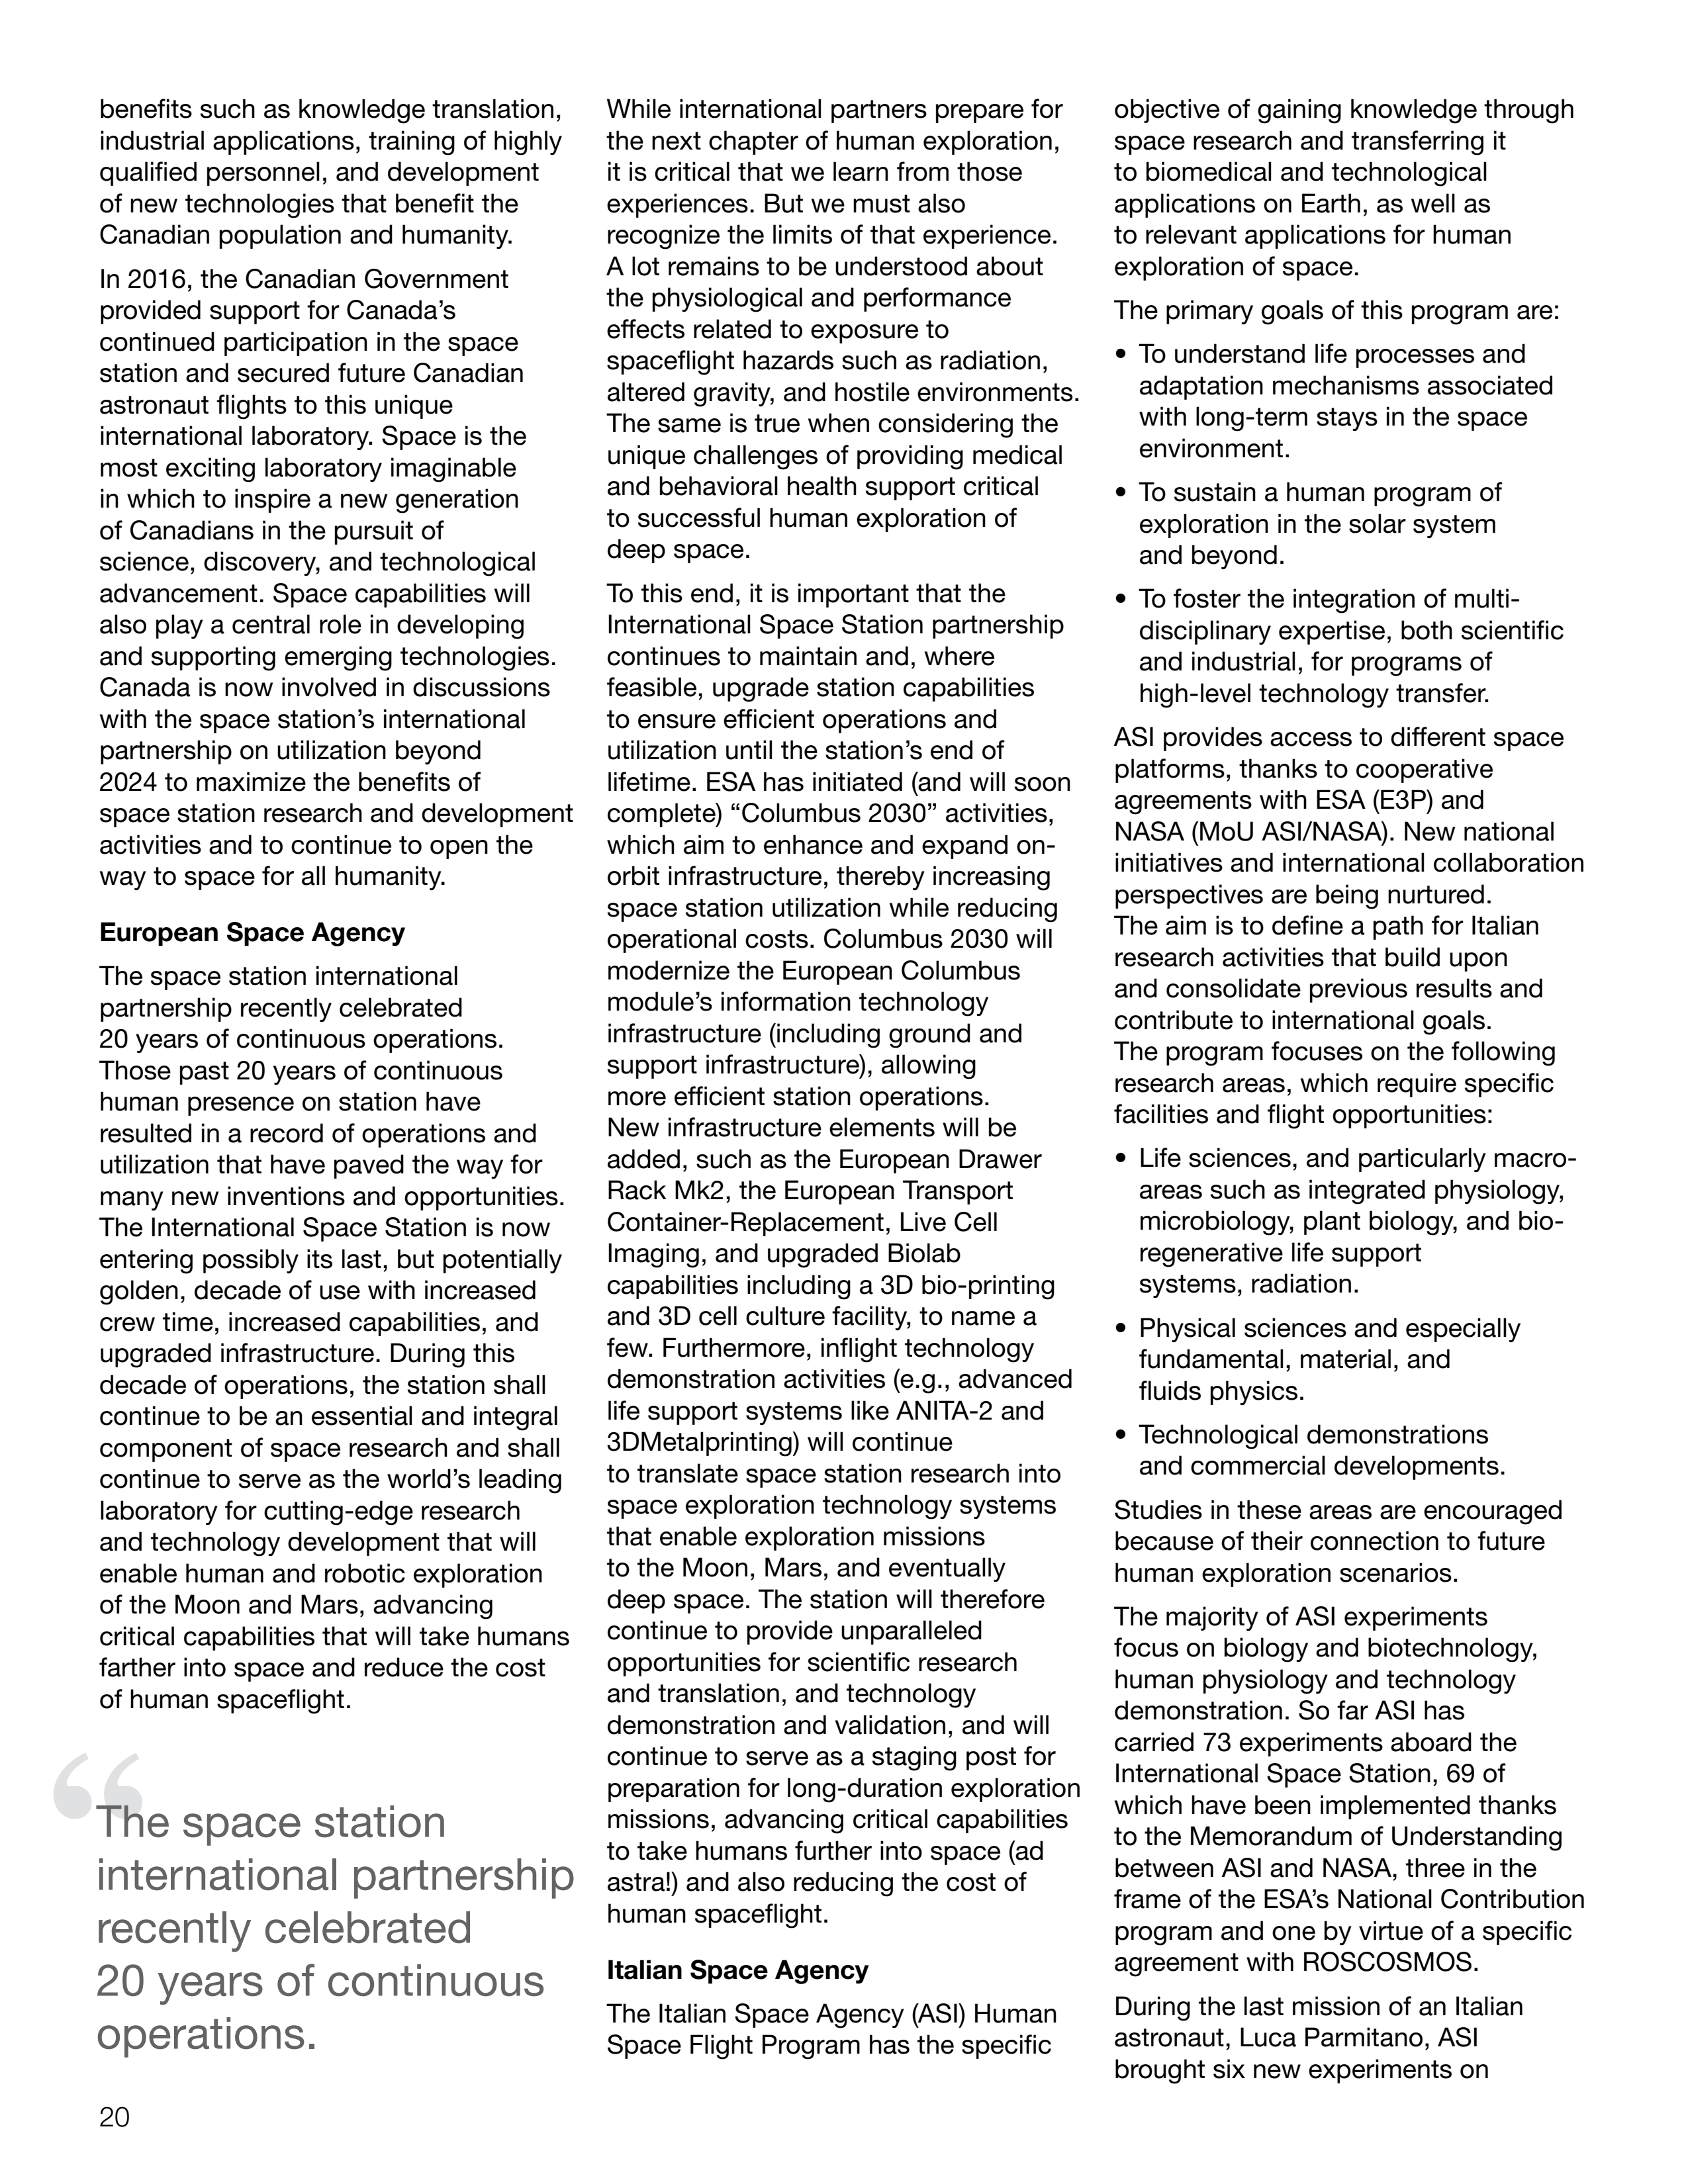 benefits such as knowledge translation,
industrial applications, training of highly
qualified personnel, and development
of new technologies that benefit the
Canadian population and humanity.
In 2016, the Canadian Government
provided support for Canada’s
continued participation in the space
station and secured future Canadian
astronaut flights to this unique
international laboratory. Space is the
most exciting laboratory imaginable
in which to inspire a new generation
of Canadians in the pursuit of
science, discovery, and technological
advancement. Space capabilities will
also play a central role in developing
and supporting emerging technologies.
Canada is now involved in discussions
with the space station’s international
partnership on utilization beyond
2024 to maximize the benefits of
space station research and development
activities and to continue to open the
way to space for all humanity.
European Space Agency
The space station international
partnership recently celebrated
20 years of continuous operations.
Those past 20 years of continuous
human presence on station have
resulted in a record of operations and
utilization that have paved the way for
many new inventions and opportunities.
The International Space Station is now
entering possibly its last, but potentially
golden, decade of use with increased
crew time, increased capabilities, and
upgraded infrastructure. During this
decade of operations, the station shall
continue to be an essential and integral
component of space research and shall
continue to serve as the world’s leading
laboratory for cutting-edge research
and technology development that will
enable human and robotic exploration
of the Moon and Mars, advancing
critical capabilities that will take humans
farther into space and reduce the cost
of human spaceflight.
“
The space station
international partnership
recently celebrated
20 years of continuous
operations.
While international partners prepare for
the next chapter of human exploration,
it is critical that we learn from those
experiences. But we must also
recognize the limits of that experience.
A lot remains to be understood about
the physiological and performance
effects related to exposure to
spaceflight hazards such as radiation,
altered gravity, and hostile environments.
The same is true when considering the
unique challenges of providing medical
and behavioral health support critical
to successful human exploration of
deep space.
To this end, it is important that the
International Space Station partnership
continues to maintain and, where
feasible, upgrade station capabilities
to ensure efficient operations and
utilization until the station’s end of
lifetime. ESA has initiated (and will soon
complete) “Columbus 2030” activities,
which aim to enhance and expand on-
orbit infrastructure, thereby increasing
space station utilization while reducing
operational costs. Columbus 2030 will
modernize the European Columbus
module’s information technology
infrastructure (including ground and
support infrastructure), allowing
more efficient station operations.
New infrastructure elements will be
added, such as the European Drawer
Rack Mk2, the European Transport
Container-Replacement, Live Cell
Imaging, and upgraded Biolab
capabilities including a 3D bio-printing
and 3D cell culture facility, to name a
few. Furthermore, inflight technology
demonstration activities (e.g., advanced
life support systems like ANITA-2 and
3DMetalprinting) will continue
to translate space station research into
space exploration technology systems
that enable exploration missions
to the Moon, Mars, and eventually
deep space. The station will therefore
continue to provide unparalleled
opportunities for scientific research
and translation, and technology
demonstration and validation, and will
continue to serve as a staging post for
preparation for long-duration exploration
missions, advancing critical capabilities
to take humans further into space (ad
astra!) and also reducing the cost of
human spaceflight.
Italian Space Agency
The Italian Space Agency (ASI) Human
Space Flight Program has the specific
objective of gaining knowledge through
space research and transferring it
to biomedical and technological
applications on Earth, as well as
to relevant applications for human
exploration of space.
The primary goals of this program are:
• To understand life processes and
adaptation mechanisms associated
with long-term stays in the space
environment.
• To sustain a human program of
exploration in the solar system
and beyond.
• To foster the integration of multi-
disciplinary expertise, both scientific
and industrial, for programs of
high-level technology transfer.
ASI provides access to different space
platforms, thanks to cooperative
agreements with ESA (E3P) and
NASA (MoU ASI/NASA). New national
initiatives and international collaboration
perspectives are being nurtured.
The aim is to define a path for Italian
research activities that build upon
and consolidate previous results and
contribute to international goals.
The program focuses on the following
research areas, which require specific
facilities and flight opportunities:
• Life sciences, and particularly macro-
areas such as integrated physiology,
microbiology, plant biology, and bio-
regenerative life support
systems, radiation.
• Physical sciences and especially
fundamental, material, and
fluids physics.
• Technological demonstrations
and commercial developments.
Studies in these areas are encouraged
because of their connection to future
human exploration scenarios.
The majority of ASI experiments
focus on biology and biotechnology,
human physiology and technology
demonstration. So far ASI has
carried 73 experiments aboard the
International Space Station, 69 of
which have been implemented thanks
to the Memorandum of Understanding
between ASI and NASA, three in the
frame of the ESA’s National Contribution
program and one by virtue of a specific
agreement with ROSCOSMOS.
During the last mission of an Italian
astronaut, Luca Parmitano, ASI
brought six new experiments on
20